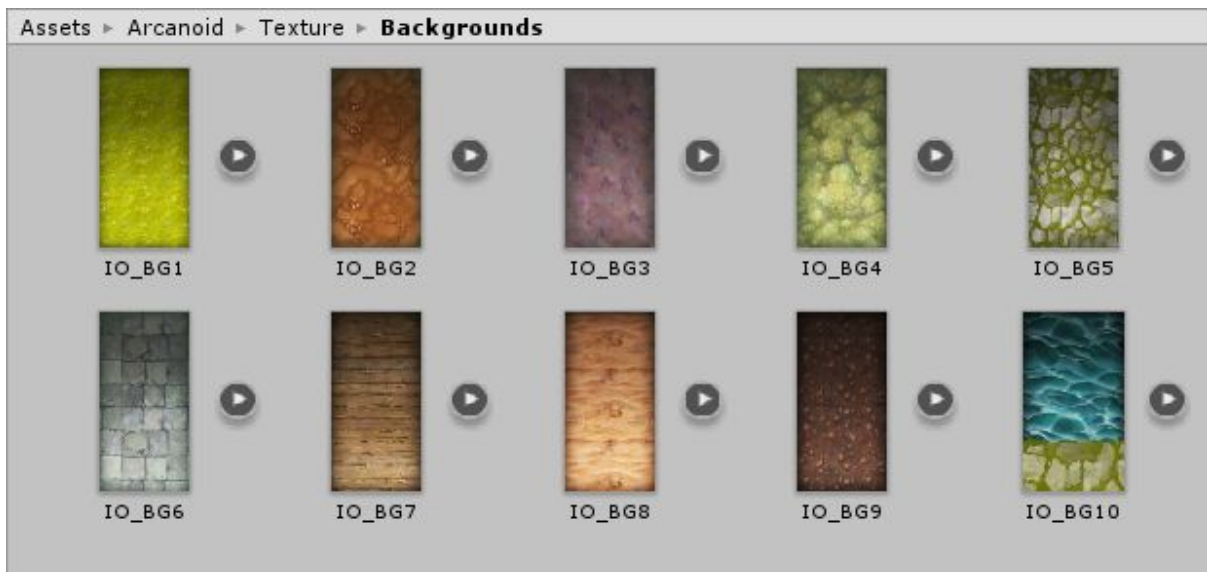 Assets ▸ Arcanoid ▸ Texture ▸ Backgrounds
IO_BG1 IO_BG2 IO_BG3 IO_BG4 IO_BG5
IO_BG6 IO_BG7 IO_BG8 IO_BG9 IO_BG10